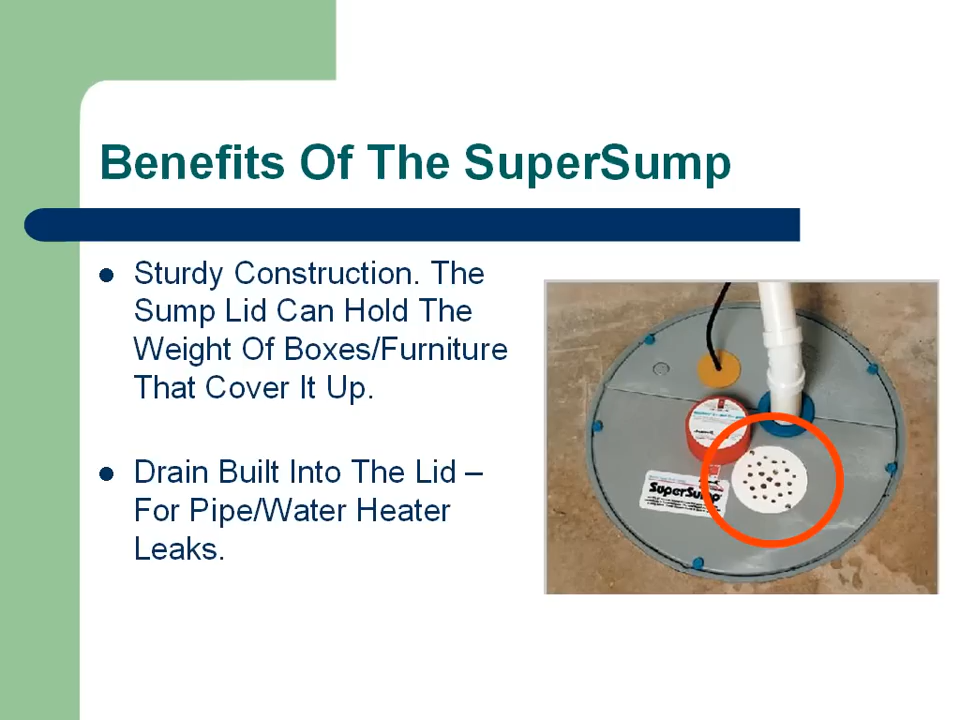 Benefits Of The SuperSump
Sturdy Construction. The
Sump Lid Can Hold The
Weight Of Boxes/Furniture
That Cover It Up.
Drain Built Into The Lid –
For Pipe/Water Heater
Leaks.
SuperSump